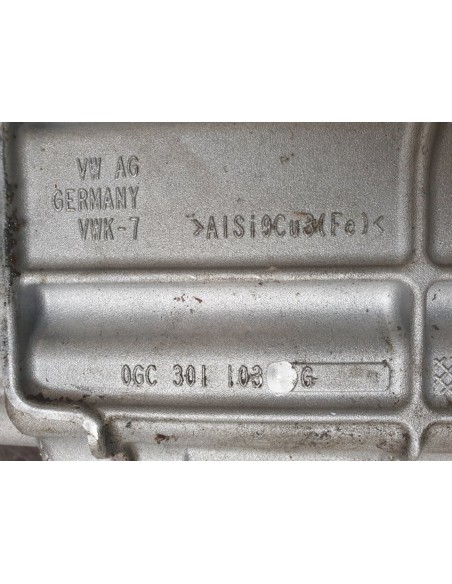 VW AG
GERMANY
VWK-7 >AlSi9Cu3(Fe)<
0GC 301 103 G